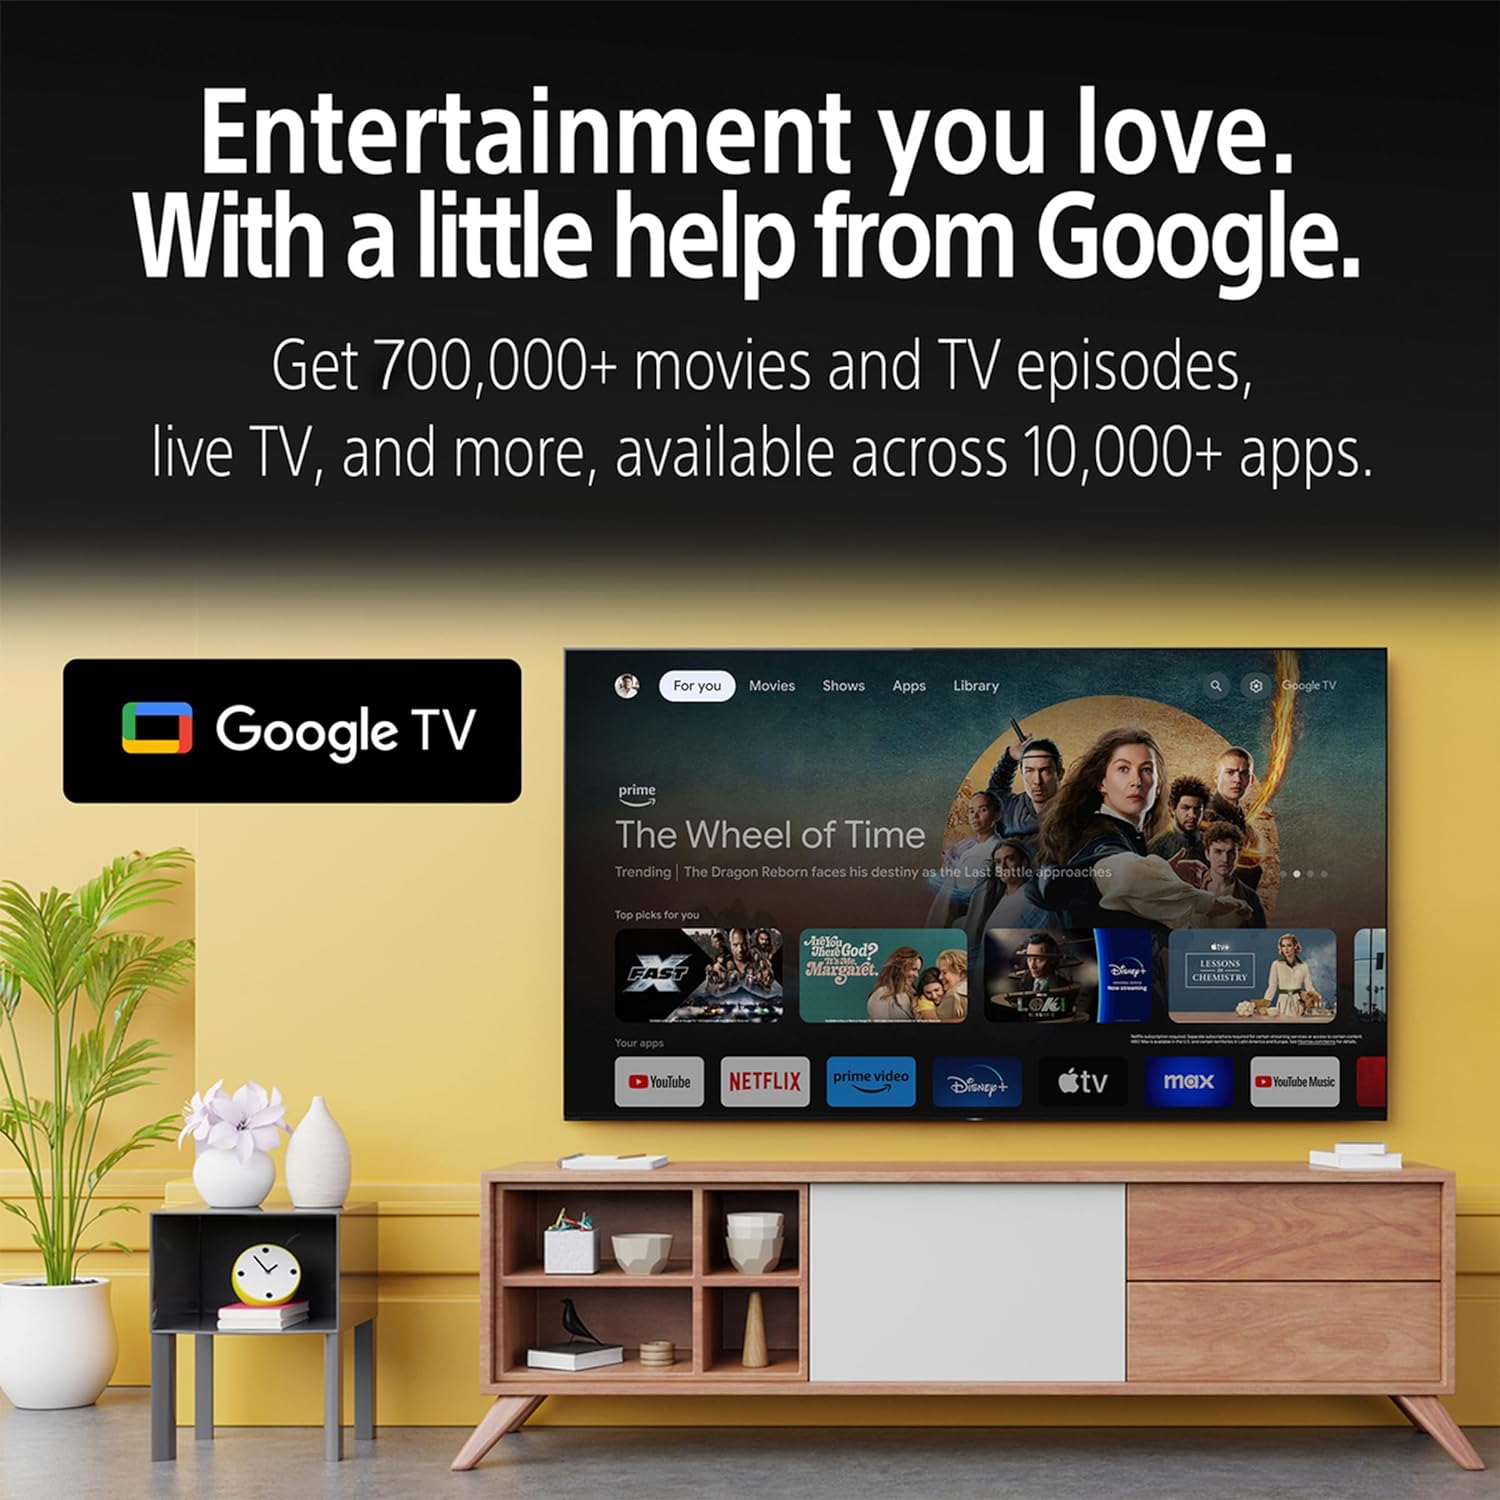 Entertainment you love.
With a little help from Google.
Get 700,000+ movies and TV episodes,
live TV, and more, available across 10,000+ apps.
Google TV
For you Movies Shows Apps Library Google TV
prime
The Wheel of Time
Trending | The Dragon Reborn faces his destiny as the Last Battle approaches
Top picks for you
FAST X
Are You
There God?
It's Me,
Margaret.
LOKI
Disney+
Now streaming
tv+
LESSONS
in
CHEMISTRY
Your apps
YouTube
NETFLIX
prime video
Disney+
tv
max
YouTube Music